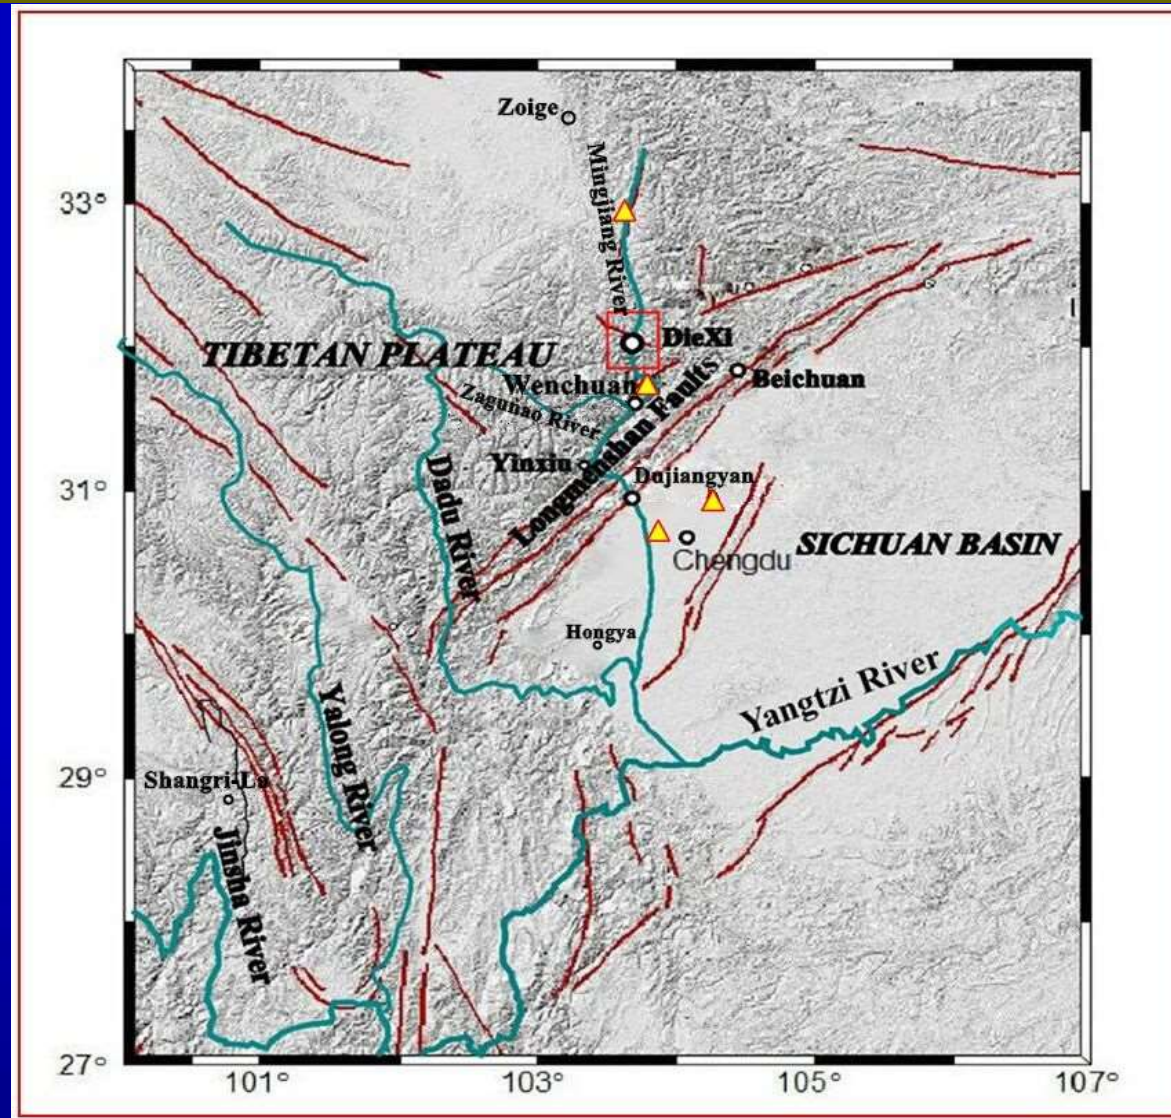 Zoige
Mingjiang River
33°
DieXi
TIBETAN PLATEAU
Wenchuan
Beichuan
Zagunao River
Longmenshan Faults
Yinxiu
Dujiangyan
31°
Dadu River
SICHUAN BASIN
Chengdu
Hongya
Yangtzi River
Yalong River
29°
Shangri-La
Jinsha River
27°
101°
103°
105°
107°